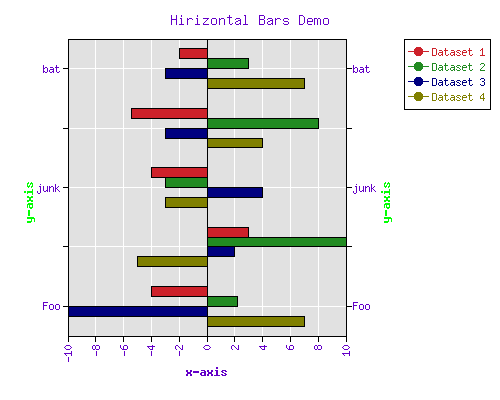 Hirizontal Bars Demo
Dataset 1
Dataset 2
Dataset 3
Dataset 4
bat
bat
junk
junk
Foo
Foo
y-axis
y-axis
-10 -8 -6 -4 -2 0 2 4 6 8 10
x-axis